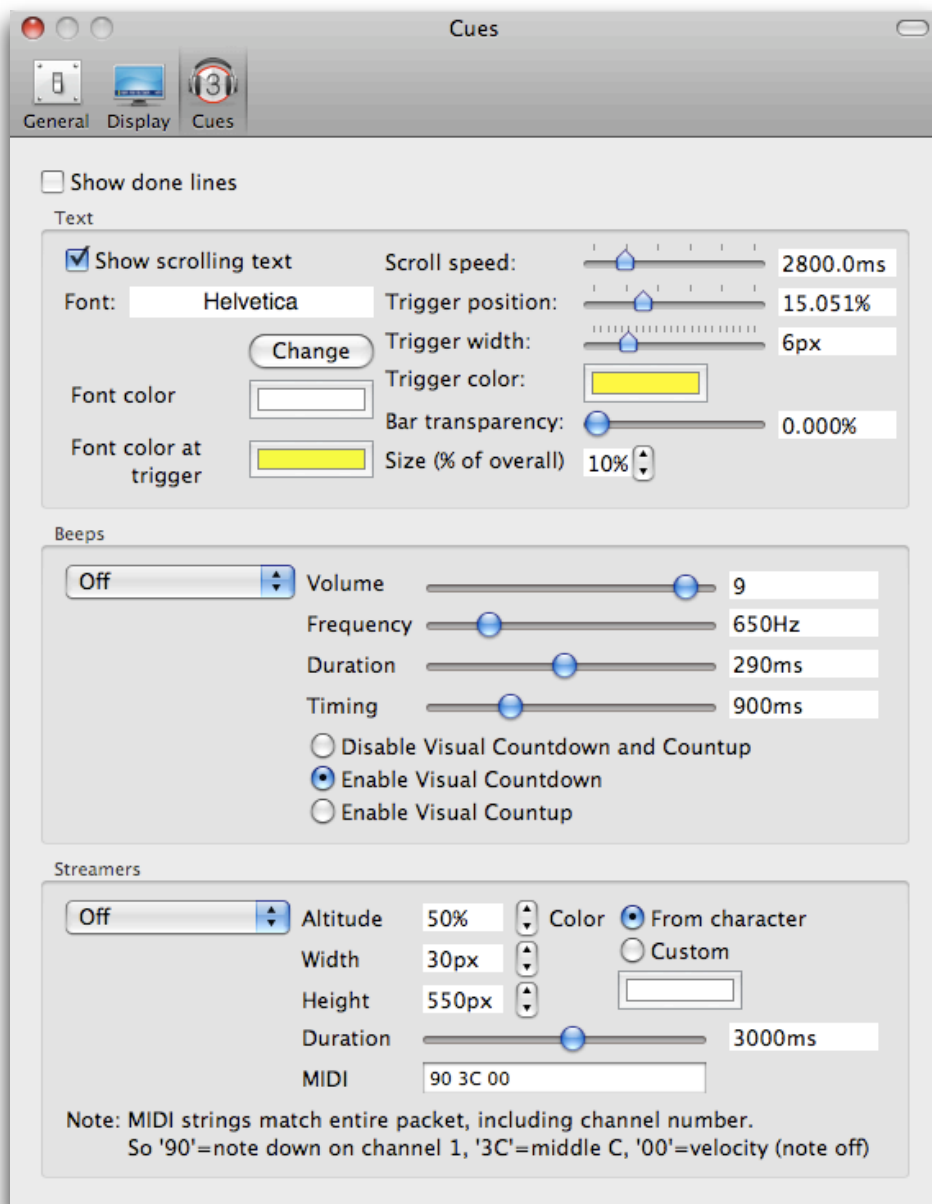 Cues
3
General Display Cues
Show done lines
Text
Show scrolling text
Font: Helvetica
Change
Font color
Font color at
trigger
Scroll speed: 2800.0ms
Trigger position: 15.051%
Trigger width: 6px
Trigger color:
Bar transparency: 0.000%
Size (% of overall) 10%
Beeps
Off
Volume 9
Frequency 650Hz
Duration 290ms
Timing 900ms
Disable Visual Countdown and Countup
Enable Visual Countdown
Enable Visual Countup
Streamers
Off
Altitude 50% Color From character
Width 30px Custom
Height 550px
Duration 3000ms
MIDI 90 3C 00
Note: MIDI strings match entire packet, including channel number.
So '90'=note down on channel 1, '3C'=middle C, '00'=velocity (note off)